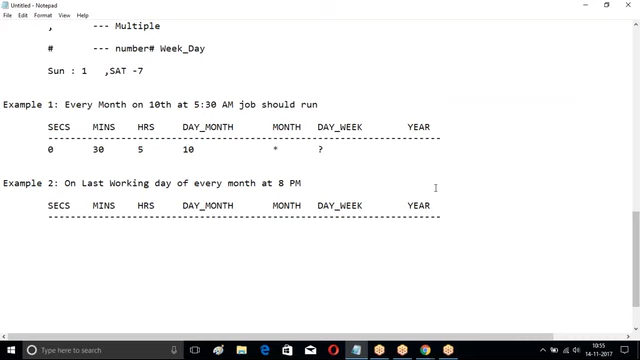 Untitled - Notepad
File Edit Format View Help
, --- Multiple
# --- number# Week_Day
Sun : 1 ,SAT -7
Example 1: Every Month on 10th at 5:30 AM job should run
SECS MINS HRS DAY_MONTH MONTH DAY_WEEK YEAR
--------------------------------------------------------------------------
0 30 5 10 * ?
Example 2: On Last Working day of every month at 8 PM
SECS MINS HRS DAY_MONTH MONTH DAY_WEEK YEAR
--------------------------------------------------------------------------
Type here to search
10:55
14-11-2017